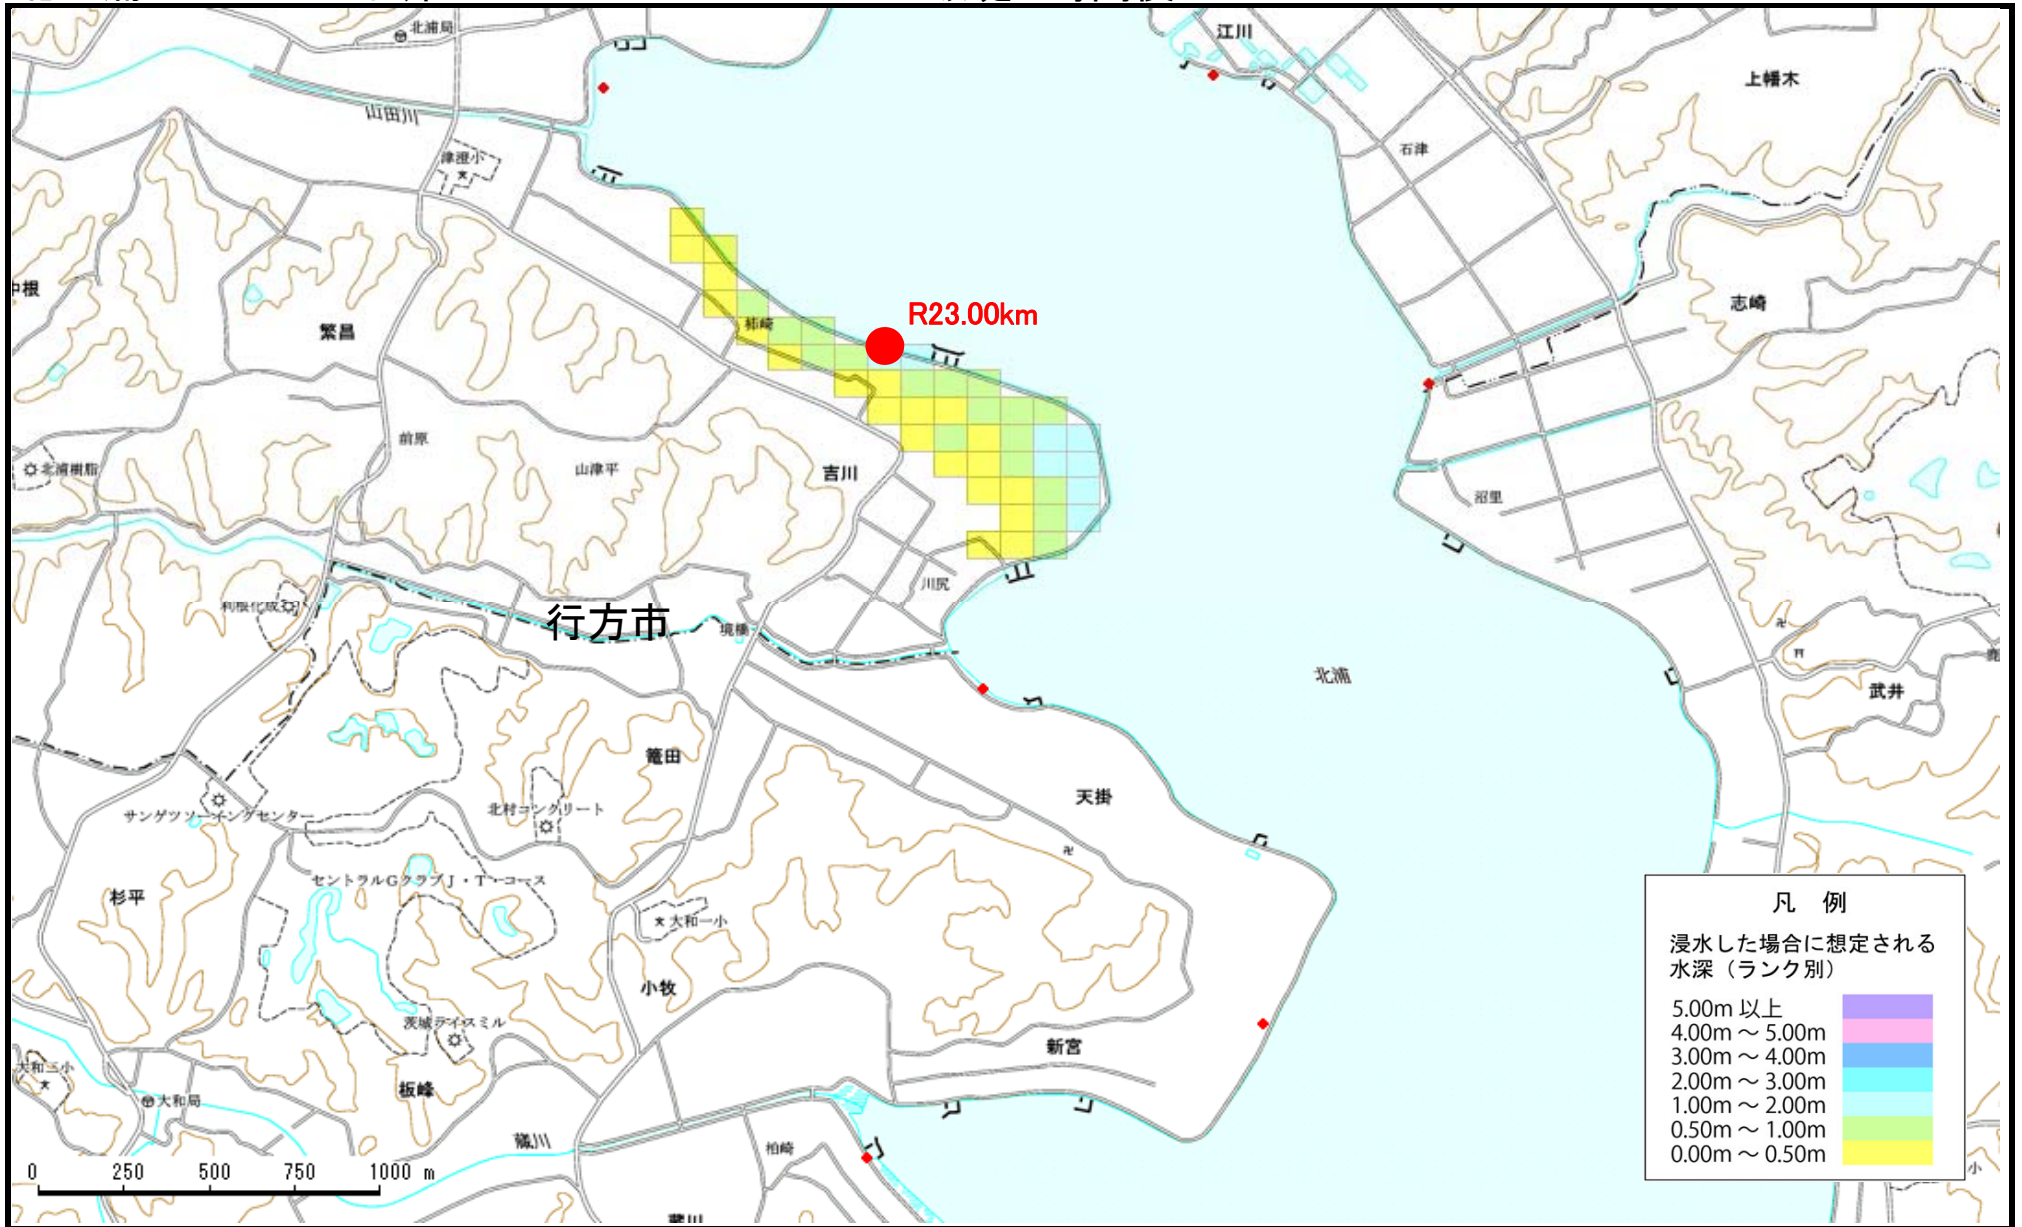 北浦局
江川
上幡木
山田川
石津
津澄小
中根
志崎
R23.00km
柿崎
繁昌
前原
北浦樹脂
山津平
吉川
沼里
川尻
利根化成
行方市
境橋
北浦
武井
篭田
天掛
サンゲツソーイングセンター
北村コンクリート
セントラルGクラブJ・T・コース
杉平
大和一小
凡 例
浸水した場合に想定される
水深（ランク別）
5.00m 以上
4.00m ～ 5.00m
3.00m ～ 4.00m
2.00m ～ 3.00m
1.00m ～ 2.00m
0.50m ～ 1.00m
0.00m ～ 0.50m
小牧
茨城ライスミル
新宮
大和三小
板峰
大和局
蔵川
柏崎
小
0 250 500 750 1000 m